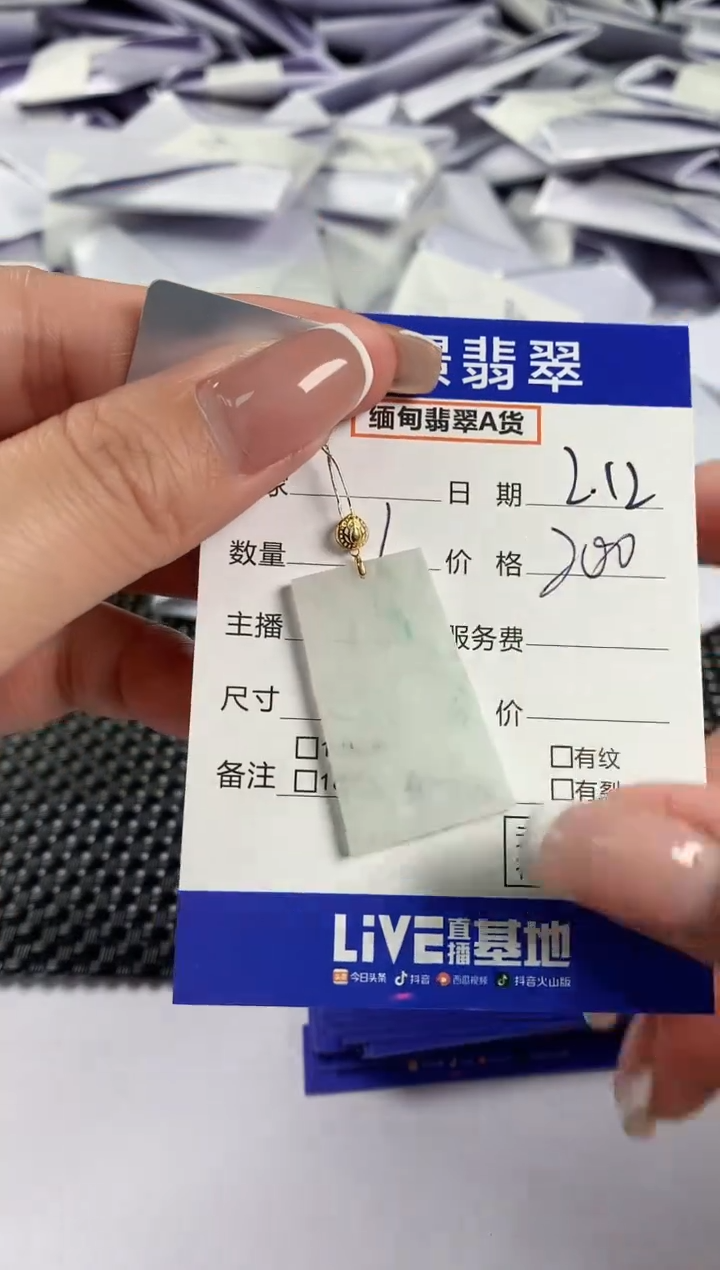 翡翠
缅甸翡翠A货
日 期 2.12
数量 1 价 格 200
主播 服务费
尺寸 价
备注 □ □有纹
□ □有裂
LiVE直播基地
今日头条 抖音 西瓜视频 抖音火山版